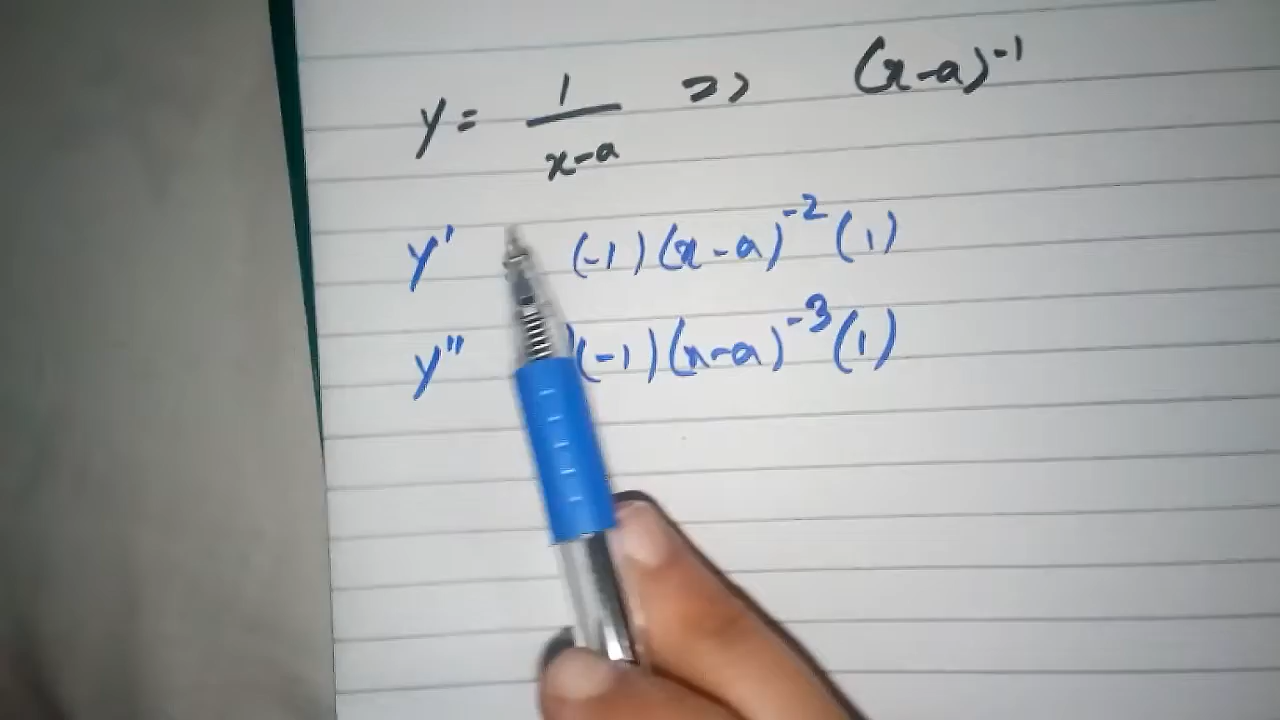 y = 1/(x-a) => (x-a)^-1
y' (-1)(x-a)^-2 (1)
y'' )(-1)(x-a)^-3 (1)